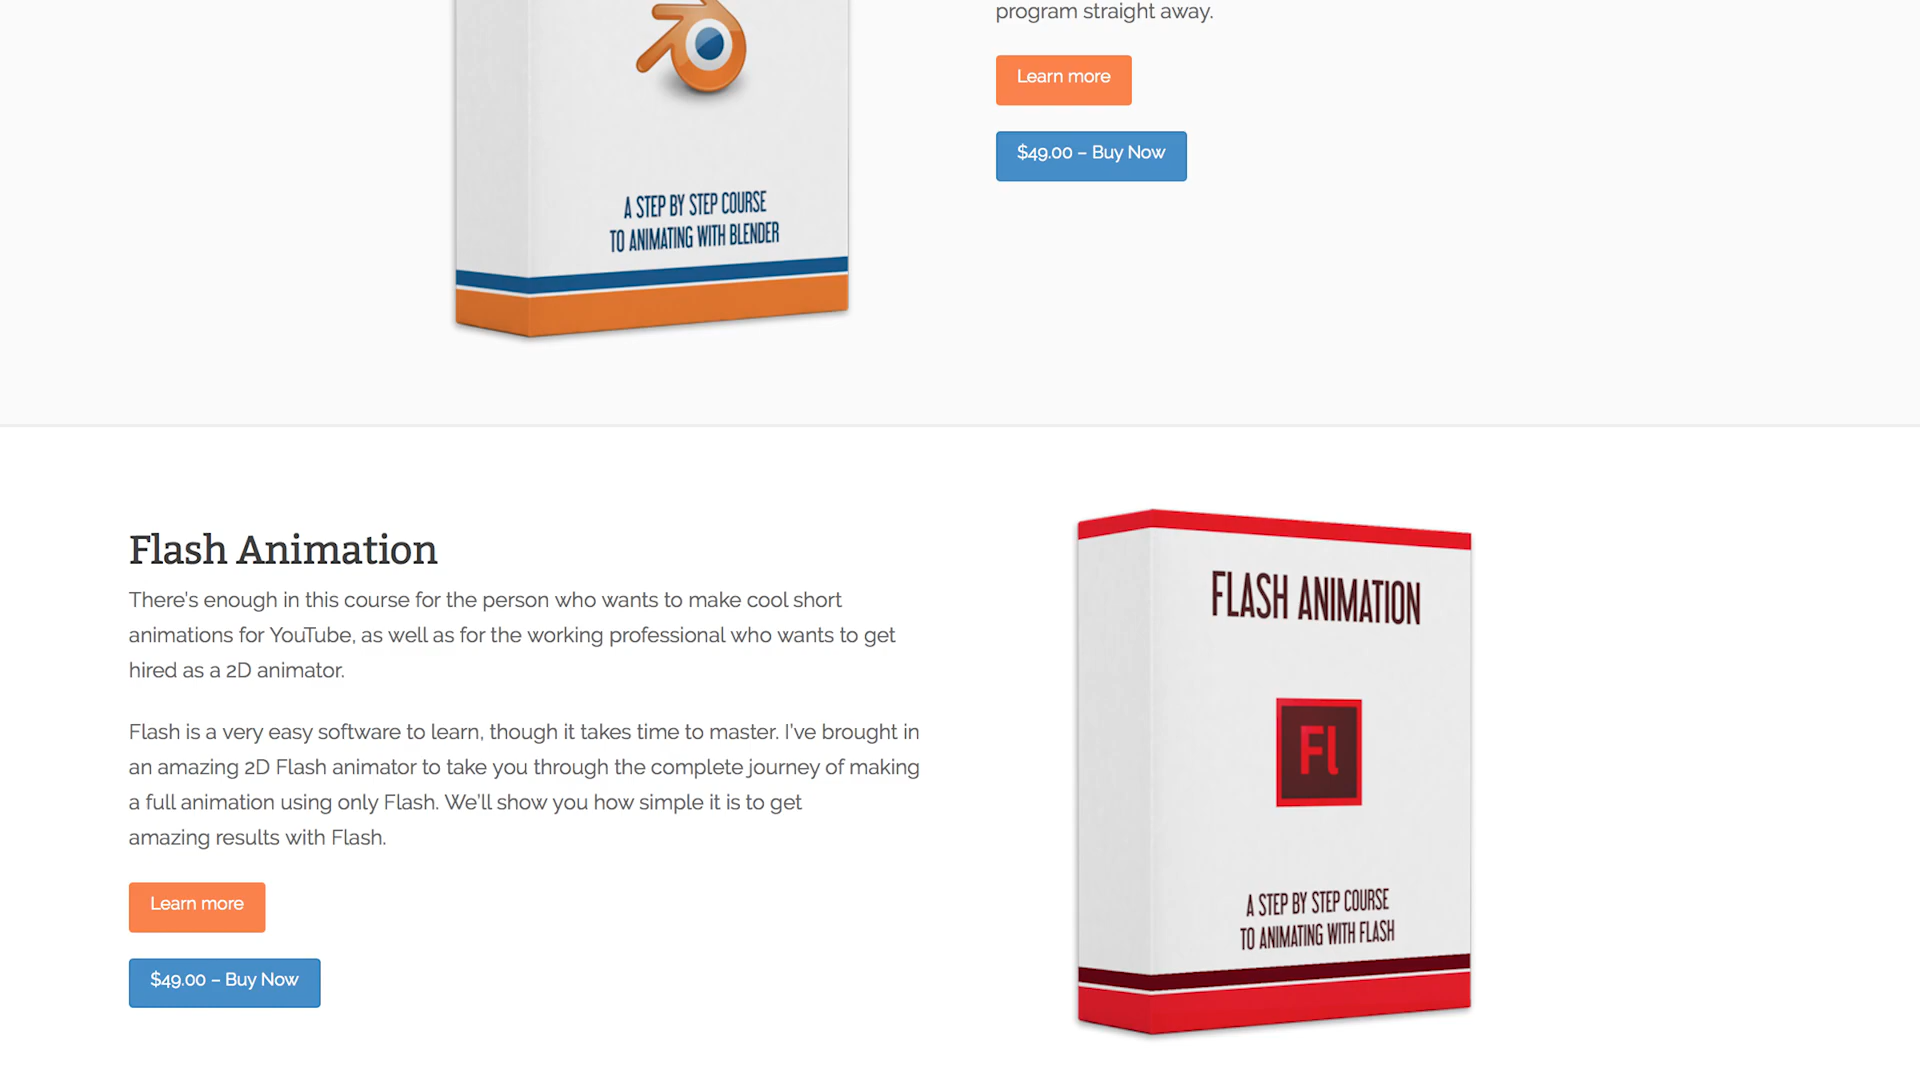 program straight away.
Learn more
$49.00 – Buy Now
A STEP BY STEP COURSE
TO ANIMATING WITH BLENDER
Flash Animation
There's enough in this course for the person who wants to make cool short
animations for YouTube, as well as for the working professional who wants to get
hired as a 2D animator.
Flash is a very easy software to learn, though it takes time to master. I've brought in
an amazing 2D Flash animator to take you through the complete journey of making
a full animation using only Flash. We'll show you how simple it is to get
amazing results with Flash.
Learn more
$49.00 – Buy Now
FLASH ANIMATION
Fl
A STEP BY STEP COURSE
TO ANIMATING WITH FLASH